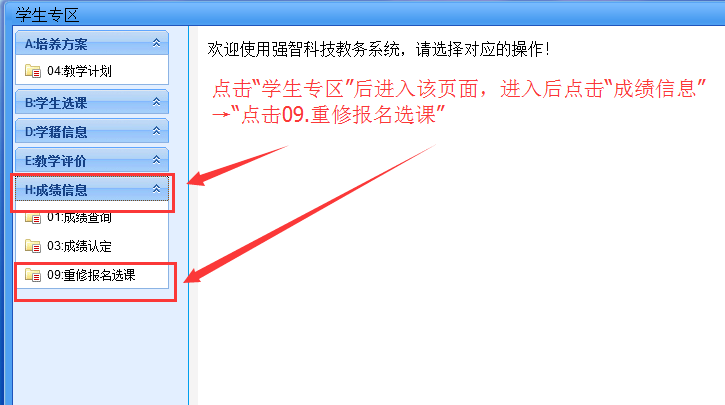 学生专区
A:培养方案
04:教学计划
B:学生选课
D:学籍信息
E:教学评价
H:成绩信息
01:成绩查询
03:成绩认定
09:重修报名选课
欢迎使用强智科技教务系统，请选择对应的操作！
点击“学生专区”后进入该页面，进入后点击“成绩信息”
→“点击09.重修报名选课”